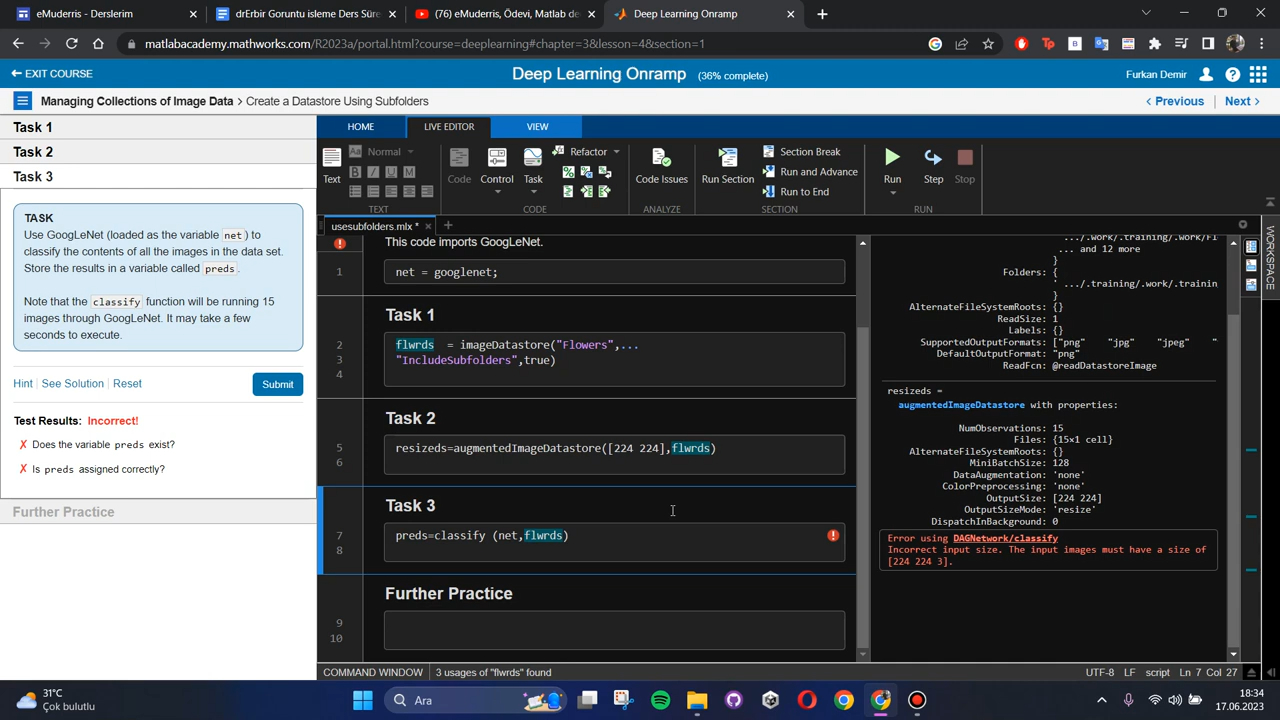 eMuderris - Derslerim
drErbir Goruntu isleme Ders Süre
(76) eMuderris, Ödevi, Matlab de
Deep Learning Onramp
matlabacademy.mathworks.com/R2023a/portal.html?course=deeplearning#chapter=3&lesson=4&section=1
EXIT COURSE
Deep Learning Onramp (36% complete)
Furkan Demir
Managing Collections of Image Data > Create a Datastore Using Subfolders
Previous
Next
Task 1
Task 2
Task 3
TASK
Use GoogLeNet (loaded as the variable net) to
classify the contents of all the images in the data set.
Store the results in a variable called preds.
Note that the classify function will be running 15
images through GoogLeNet. It may take a few
seconds to execute.
Hint | See Solution | Reset
Submit
Test Results: Incorrect!
✗ Does the variable preds exist?
✗ Is preds assigned correctly?
Further Practice
HOME
LIVE EDITOR
VIEW
Text
Normal
B I U M
TEXT
Code
Control
Task
Refactor
CODE
Code Issues
ANALYZE
Run Section
Section Break
Run and Advance
Run to End
SECTION
Run
Step
Stop
RUN
usesubfolders.mlx *
This code imports GoogLeNet.
1 net = googlenet;
Task 1
2 flwrds = imageDatastore("Flowers",...
3 "IncludeSubfolders",true)
4
Task 2
5 resizeds=augmentedImageDatastore([224 224],flwrds)
6
Task 3
7 preds=classify (net,flwrds)
8
Further Practice
9
10
.../.work/.training/.work/Fl
... and 12 more
}
Folders: {
' .../.training/.work/.trainin
}
AlternateFileSystemRoots: {}
ReadSize: 1
Labels: {}
SupportedOutputFormats: ["png" "jpg" "jpeg" "
DefaultOutputFormat: "png"
ReadFcn: @readDatastoreImage
resizeds =
augmentedImageDatastore with properties:
NumObservations: 15
Files: {15×1 cell}
AlternateFileSystemRoots: {}
MiniBatchSize: 128
DataAugmentation: 'none'
ColorPreprocessing: 'none'
OutputSize: [224 224]
OutputSizeMode: 'resize'
DispatchInBackground: 0
Error using DAGNetwork/classify
Incorrect input size. The input images must have a size of
[224 224 3].
WORKSPACE
COMMAND WINDOW
3 usages of "flwrds" found
UTF-8
LF
script
Ln 7 Col 27
31°C
Çok bulutlu
Ara
18:34
17.06.2023